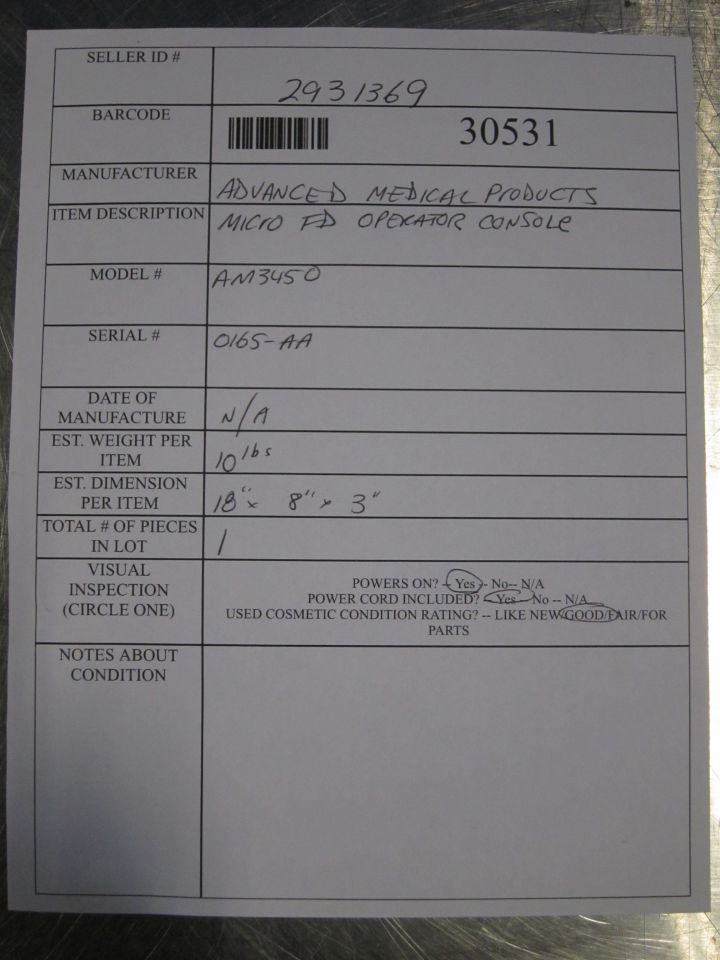 SELLER ID #
2931369
BARCODE
30531
MANUFACTURER
ADVANCED MEDICAL PRODUCTS
ITEM DESCRIPTION
MICRO FD OPERATOR CONSOLE
MODEL #
AM3450
SERIAL #
0165-AA
DATE OF
MANUFACTURE
N/A
EST. WEIGHT PER
ITEM
10 lbs
EST. DIMENSION
PER ITEM
18" x 8" x 3"
TOTAL # OF PIECES
IN LOT
1
VISUAL
INSPECTION
(CIRCLE ONE)
POWERS ON? -- Yes -- No-- N/A
POWER CORD INCLUDED? -- Yes -- No -- N/A
USED COSMETIC CONDITION RATING? -- LIKE NEW/GOOD/FAIR/FOR
PARTS
NOTES ABOUT
CONDITION